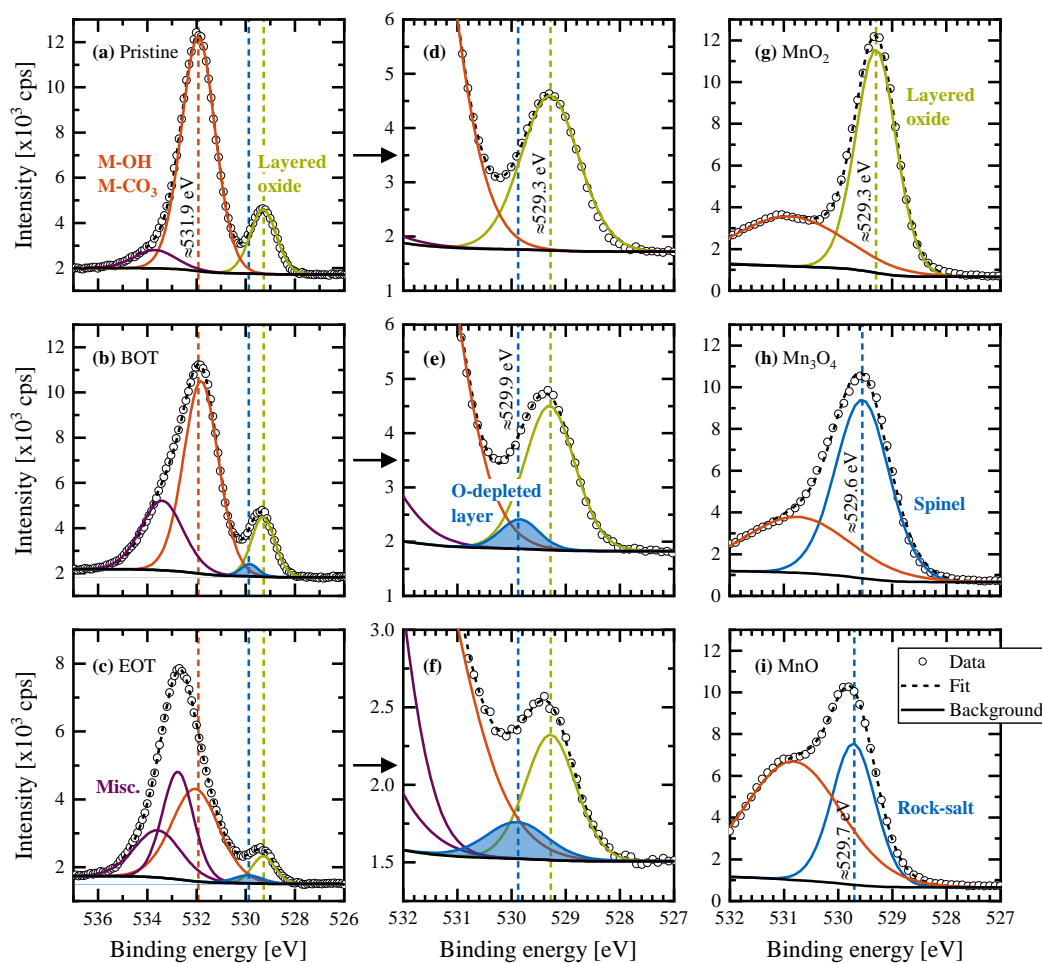 (a) Pristine
M-OH
M-CO₃
≈531.9 eV
Layered
oxide
Intensity [x10³ cps]
12
10
8
6
4
2
(d)
≈529.3 eV
6
5
4
3
2
1
(g) MnO₂
Layered
oxide
≈529.3 eV
12
10
8
6
4
2
0
(b) BOT
Intensity [x10³ cps]
12
10
8
6
4
2
(e)
≈529.9 eV
O-depleted
layer
6
5
4
3
2
1
(h) Mn₃O₄
≈529.6 eV
Spinel
12
10
8
6
4
2
0
(c) EOT
Misc.
Intensity [x10³ cps]
8
6
4
2
536 534 532 530 528 526
Binding energy [eV]
(f)
3.0
2.5
2.0
1.5
532 531 530 529 528 527
Binding energy [eV]
(i) MnO
Data
Fit
Background
Rock-salt
≈529.7 eV
12
10
8
6
4
2
0
532 531 530 529 528 527
Binding energy [eV]